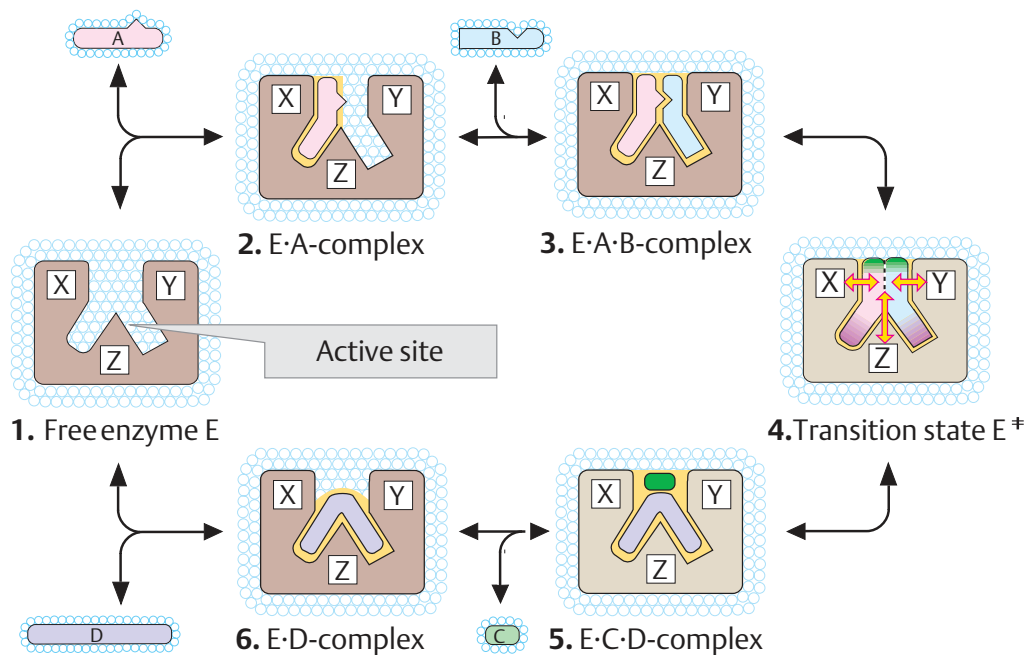 A
B
X
Y
Z
2. E·A-complex
X
Y
Z
3. E·A·B-complex
X
Y
Z
1. Free enzyme E
Active site
X
Y
Z
4.Transition state E‡
X
Y
Z
6. E·D-complex
X
Y
Z
5. E·C·D-complex
D
C